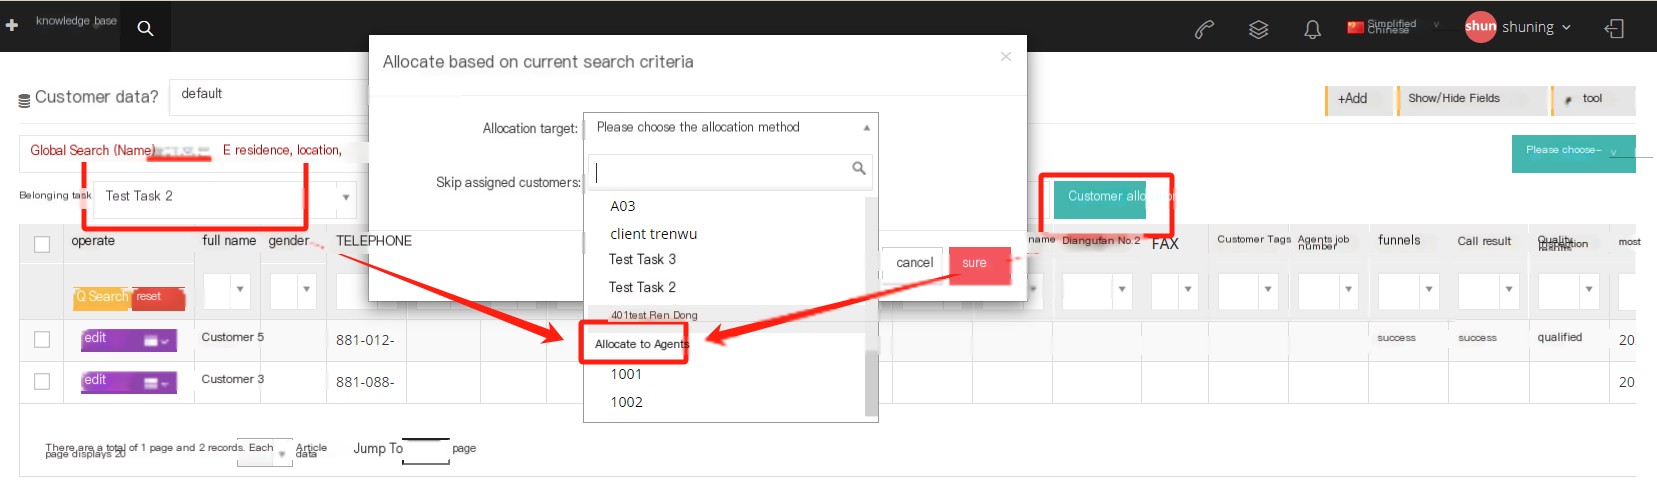 knowledge base
Simplified Chinese
shun
shuning
Allocate based on current search criteria
Customer data?
default
+Add
Show/Hide Fields
tool
Allocation target:
Please choose the allocation method
Global Search (Name)
E residence, location,
Please choose-
Skip assigned customers:
Belonging task
Test Task 2
Customer allo
A03
client trenwu
Test Task 3
Test Task 2
401test Ren Dong
Allocate to Agents
1001
1002
cancel
sure
operate
full name
gender
TELEPHONE
name
Diangufan No.2
FAX
Customer Tags
Agents job number
funnels
Call result
Quality
inspection
most
Q Search
reset
edit
Customer 5
881-012-
success
success
qualified
20
edit
Customer 3
881-088-
20
There are a total of 1 page and 2 records. Each
page displays 20
Article
data
Jump To
page